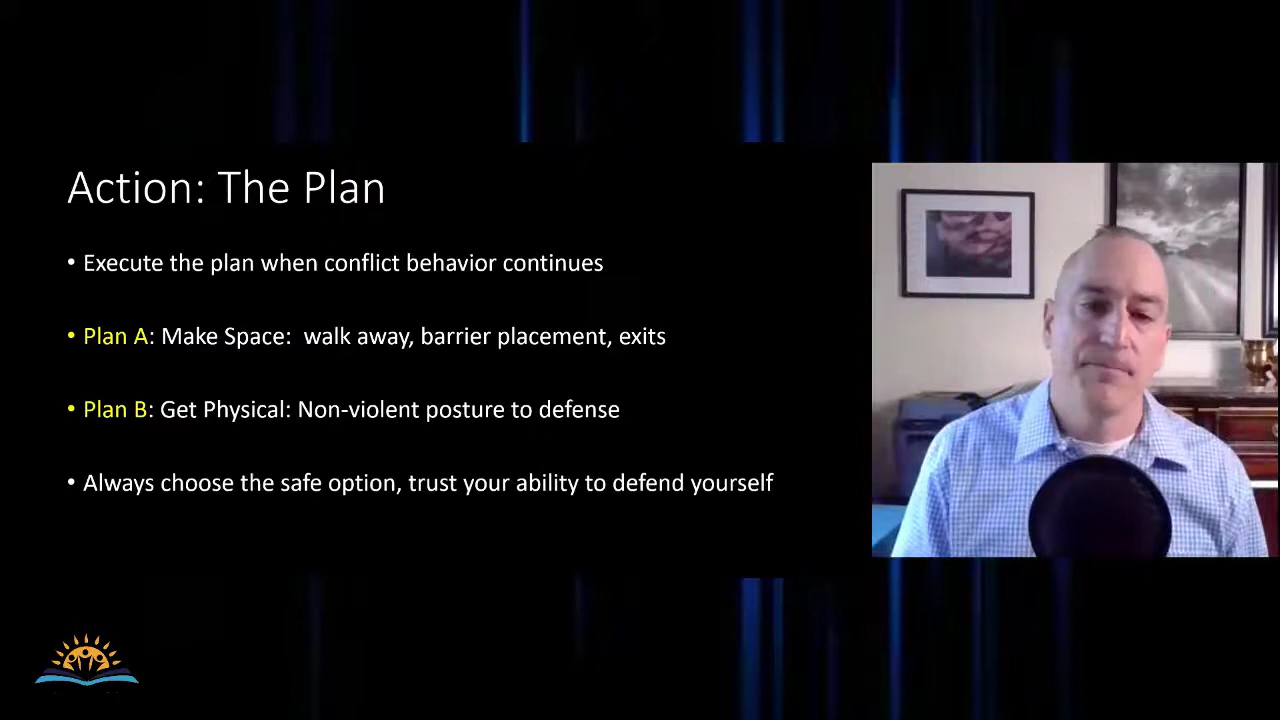 Action: The Plan
• Execute the plan when conflict behavior continues
• Plan A: Make Space:  walk away, barrier placement, exits
• Plan B: Get Physical: Non-violent posture to defense
• Always choose the safe option, trust your ability to defend yourself